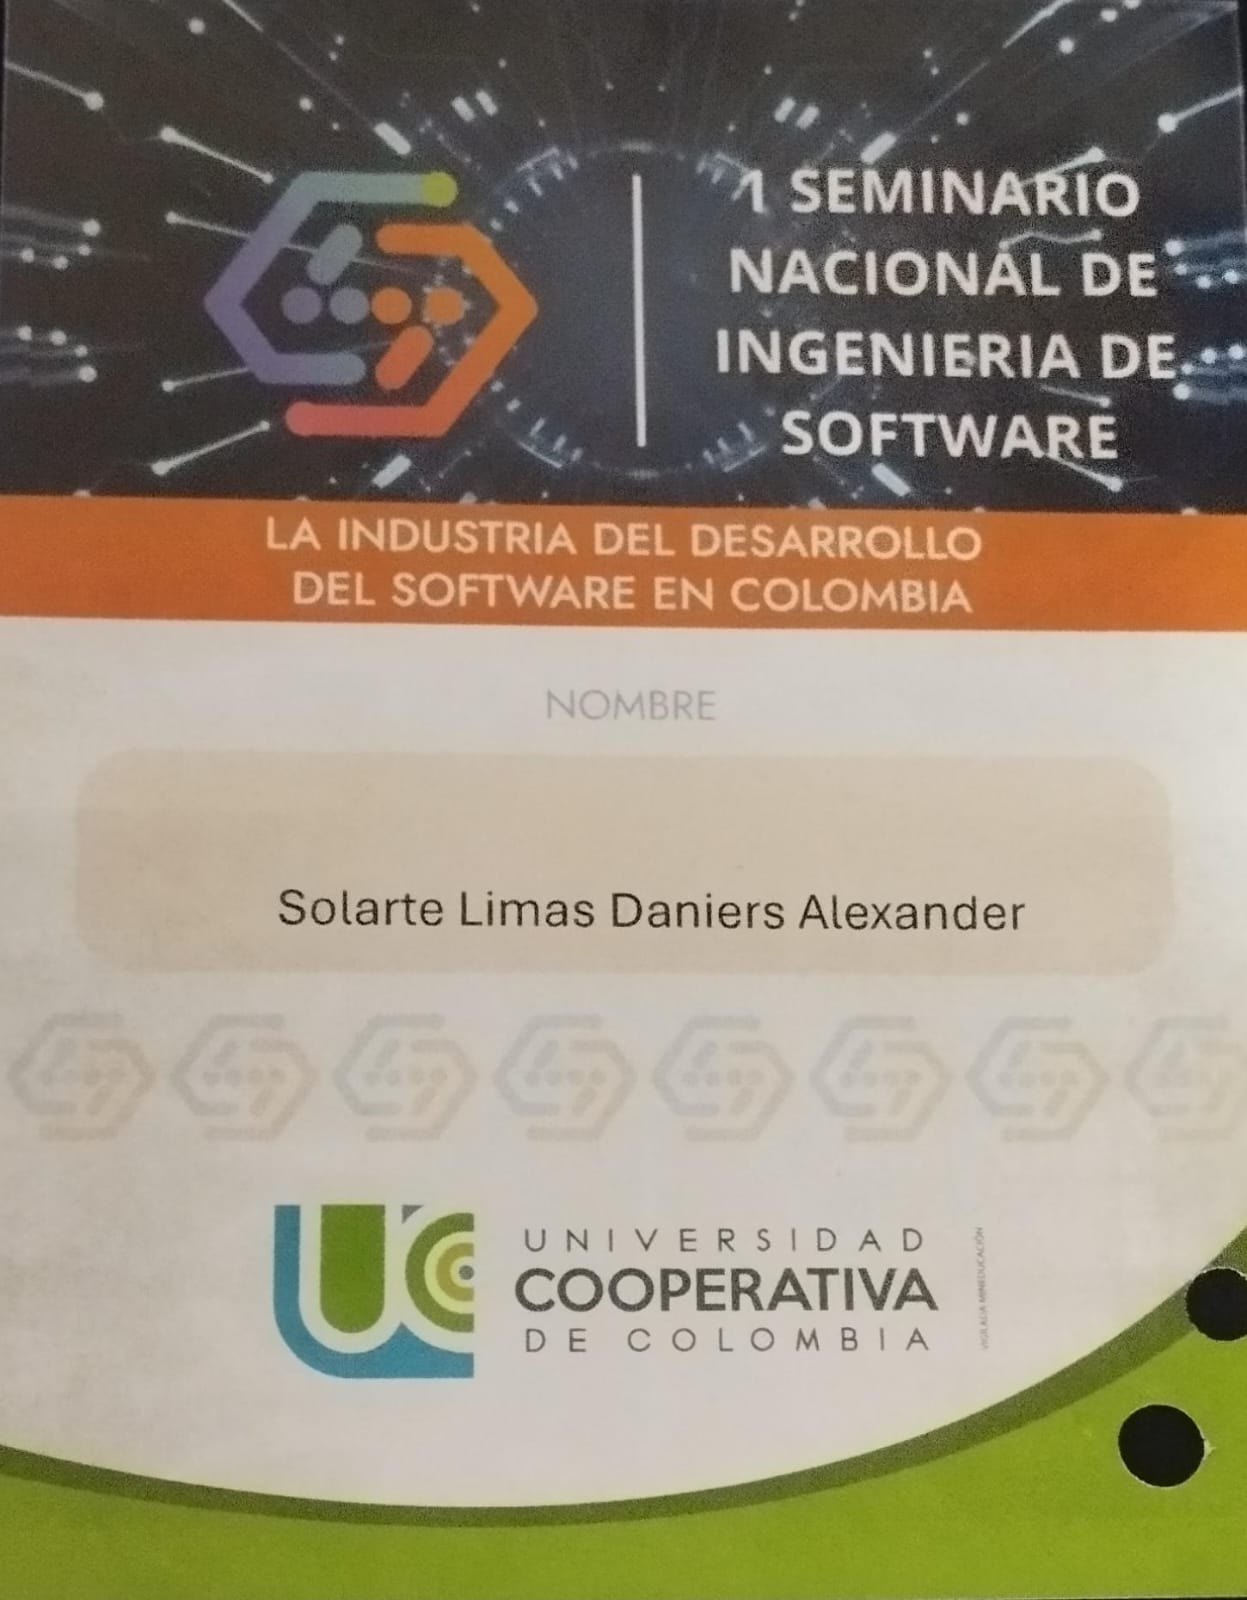 1 SEMINARIO
NACIONAL DE
INGENIERIA DE
SOFTWARE
LA INDUSTRIA DEL DESARROLLO
DEL SOFTWARE EN COLOMBIA
NOMBRE
Solarte Limas Daniers Alexander
UC
UNIVERSIDAD
COOPERATIVA
DE COLOMBIA
VIGILADA MINEDUCACIÓN